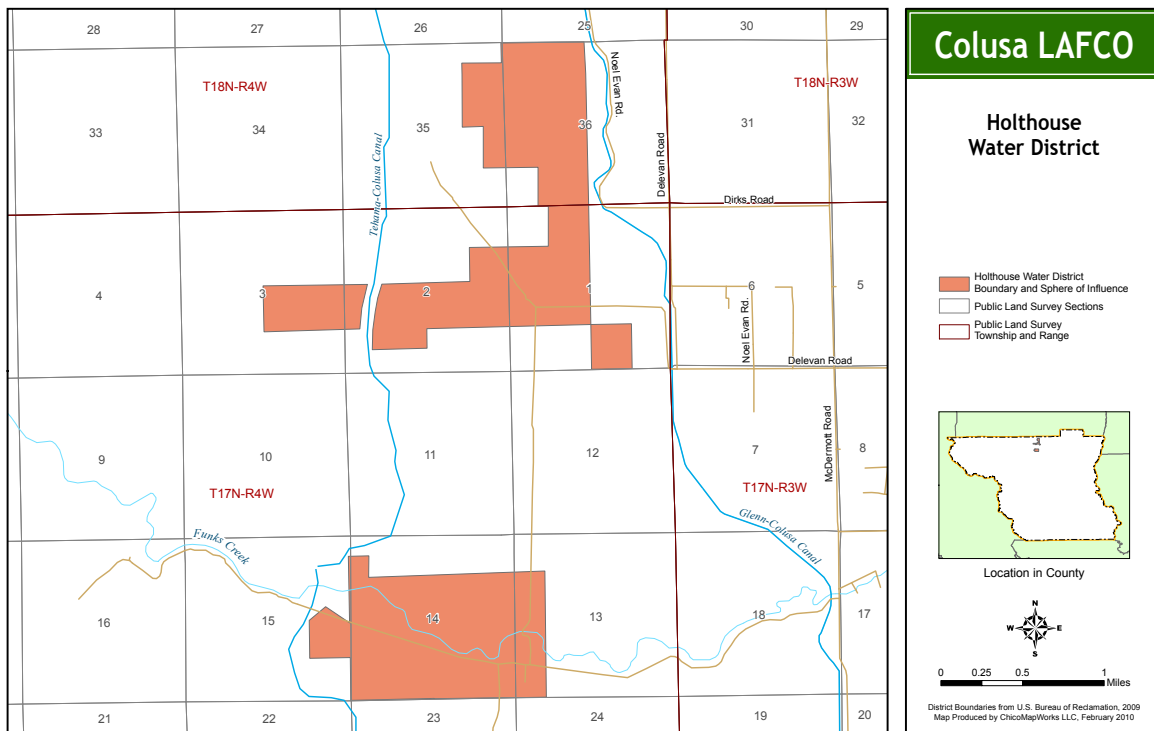 28
27
26
25
30
29
T18N-R4W
T18N-R3W
Noel Evan Rd.
33
34
35
36
31
32
Tehama-Colusa Canal
Delevan Road
Dirks Road
4
3
2
1
6
5
Noel Evan Rd.
Delevan Road
McDermott Road
9
10
11
12
7
8
T17N-R4W
T17N-R3W
Funks Creek
Glenn-Colusa Canal
16
15
14
13
18
17
21
22
23
24
19
20
Colusa LAFCO
Holthouse
Water District
Holthouse Water District
Boundary and Sphere of Influence
Public Land Survey Sections
Public Land Survey
Township and Range
Location in County
N
W E
S
0 0.25 0.5 1
Miles
District Boundaries from U.S. Bureau of Reclamation, 2009
Map Produced by ChicoMapWorks LLC, February 2010